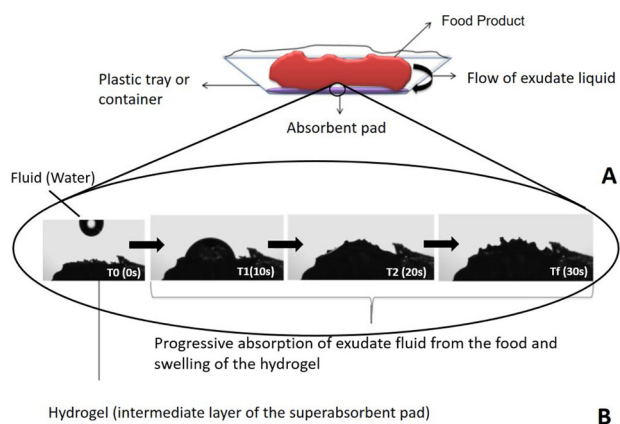 Food Product
Plastic tray or
container
Flow of exudate liquid
Absorbent pad
A
Fluid (Water)
T0 (0s)
T1(10s)
T2 (20s)
Tf (30s)
Progressive absorption of exudate fluid from the food and
swelling of the hydrogel
Hydrogel (intermediate layer of the superabsorbent pad)
B